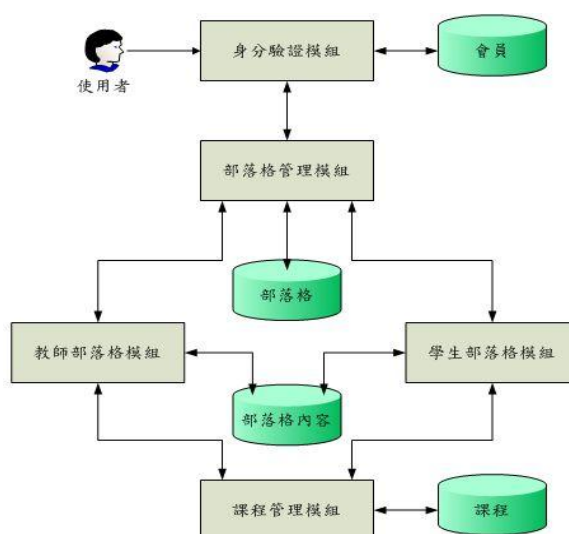 身分驗證模組
會員
使用者
部落格管理模組
部落格
教師部落格模組
學生部落格模組
部落格內容
課程管理模組
課程